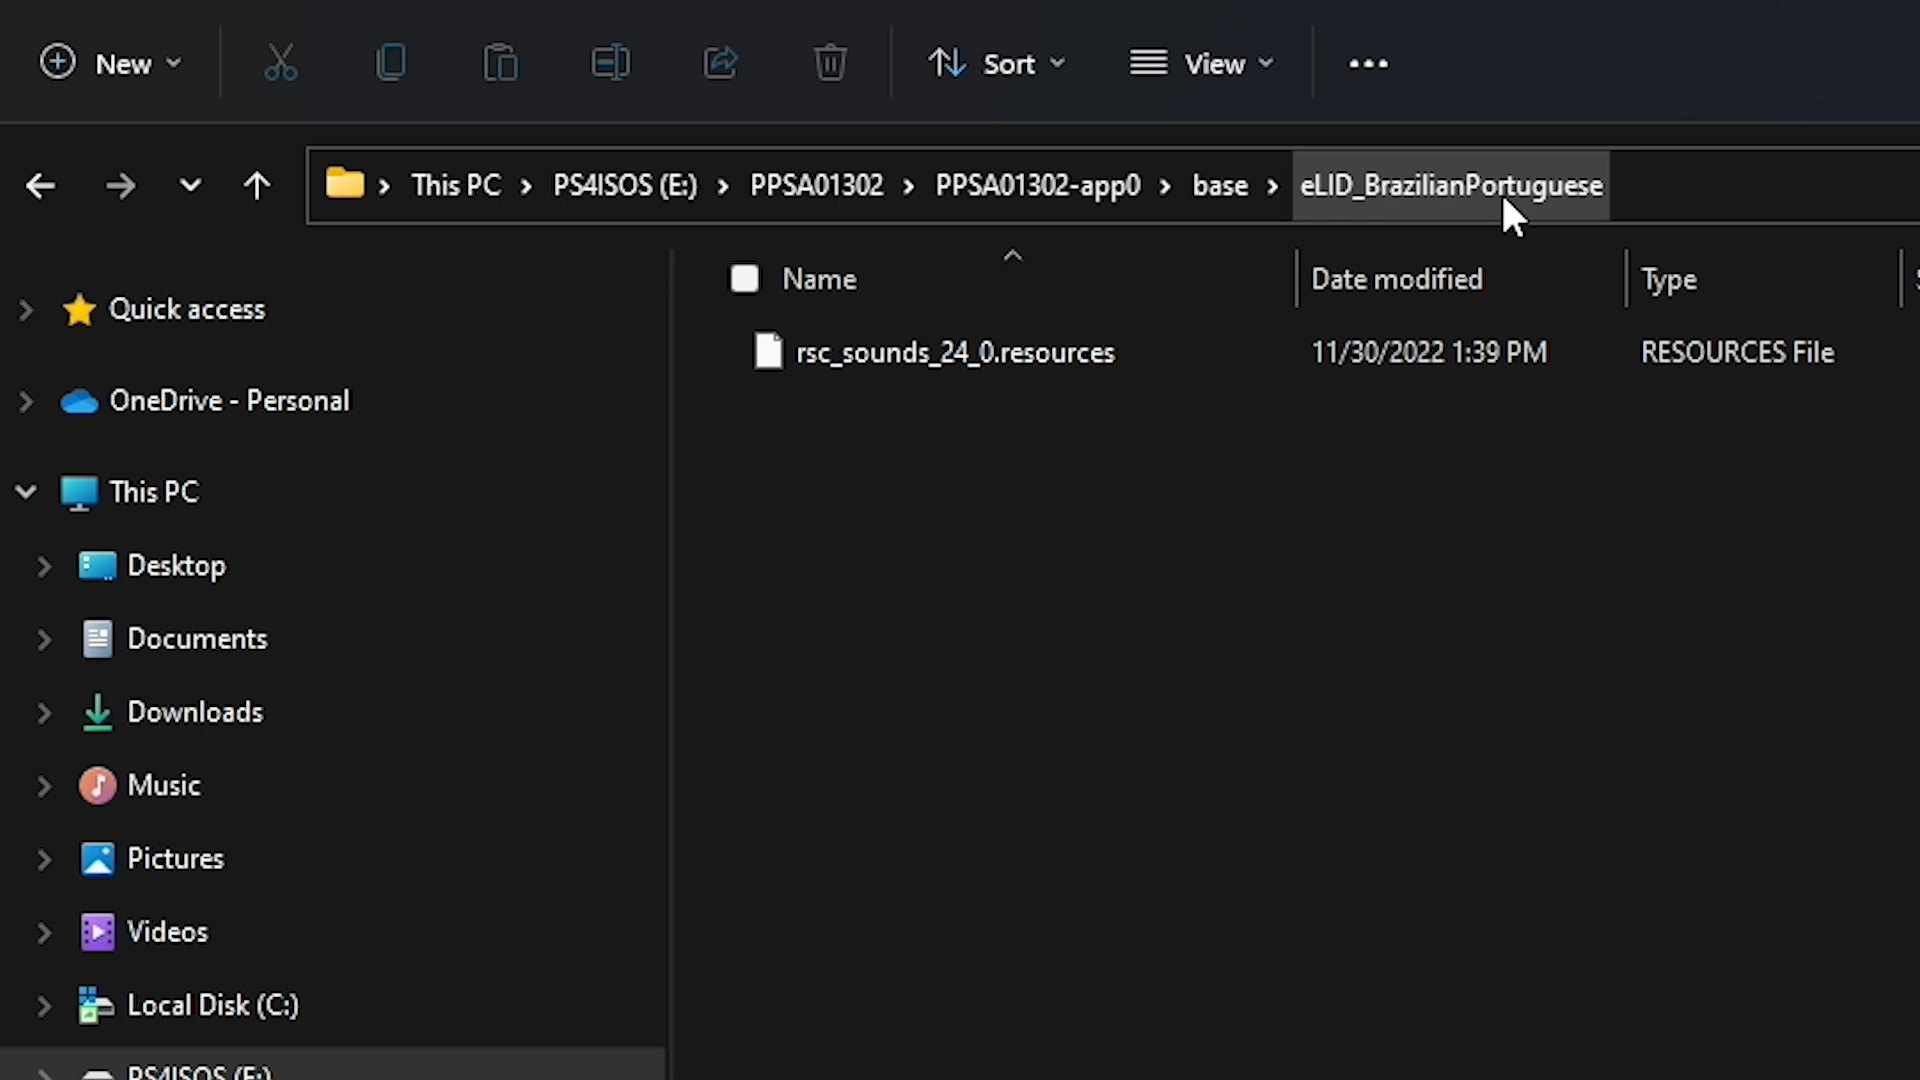 New Sort View
This PC PS4ISOS (E:) PPSA01302 PPSA01302-app0 base eLID_BrazilianPortuguese
Name Date modified Type
rsc_sounds_24_0.resources 11/30/2022 1:39 PM RESOURCES File
Quick access
OneDrive - Personal
This PC
Desktop
Documents
Downloads
Music
Pictures
Videos
Local Disk (C:)
PS4ISOS (E:)